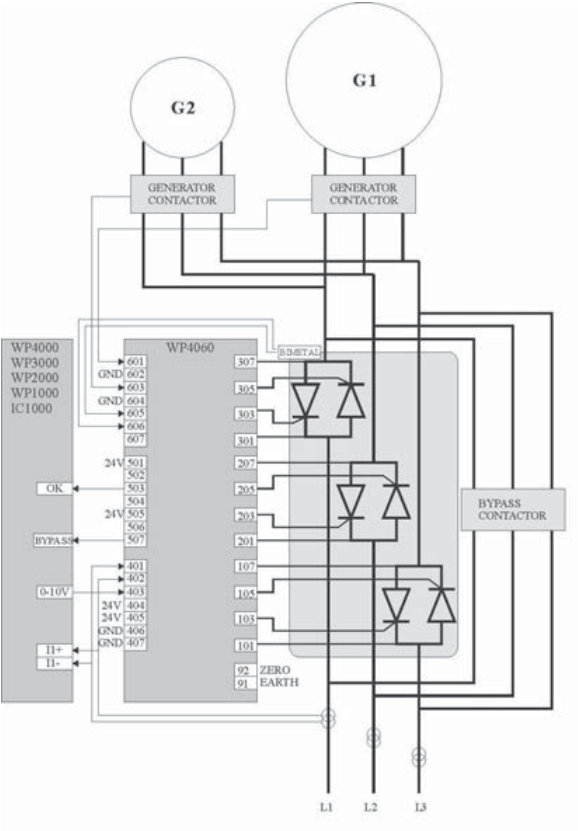 G1
G2
GENERATOR
CONTACTOR
GENERATOR
CONTACTOR
WP4000
WP3000
WP2000
WP1000
IC1000
WP4060
BIMETAL
601
GND 602
603
GND 604
605
606
607
24V 501
502
503
504
24V 505
506
507
401
402
403
24V 404
24V 405
GND 406
GND 407
307
305
303
301
207
205
203
201
107
105
103
101
92 ZERO
91 EARTH
OK
BYPASS
0-10V
I1+
I1-
BYPASS
CONTACTOR
L1
L2
L3